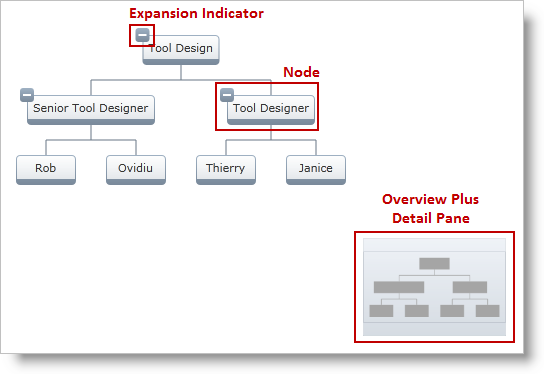 Expansion Indicator
Tool Design
Node
Senior Tool Designer
Tool Designer
Rob
Ovidiu
Thierry
Janice
Overview Plus
Detail Pane